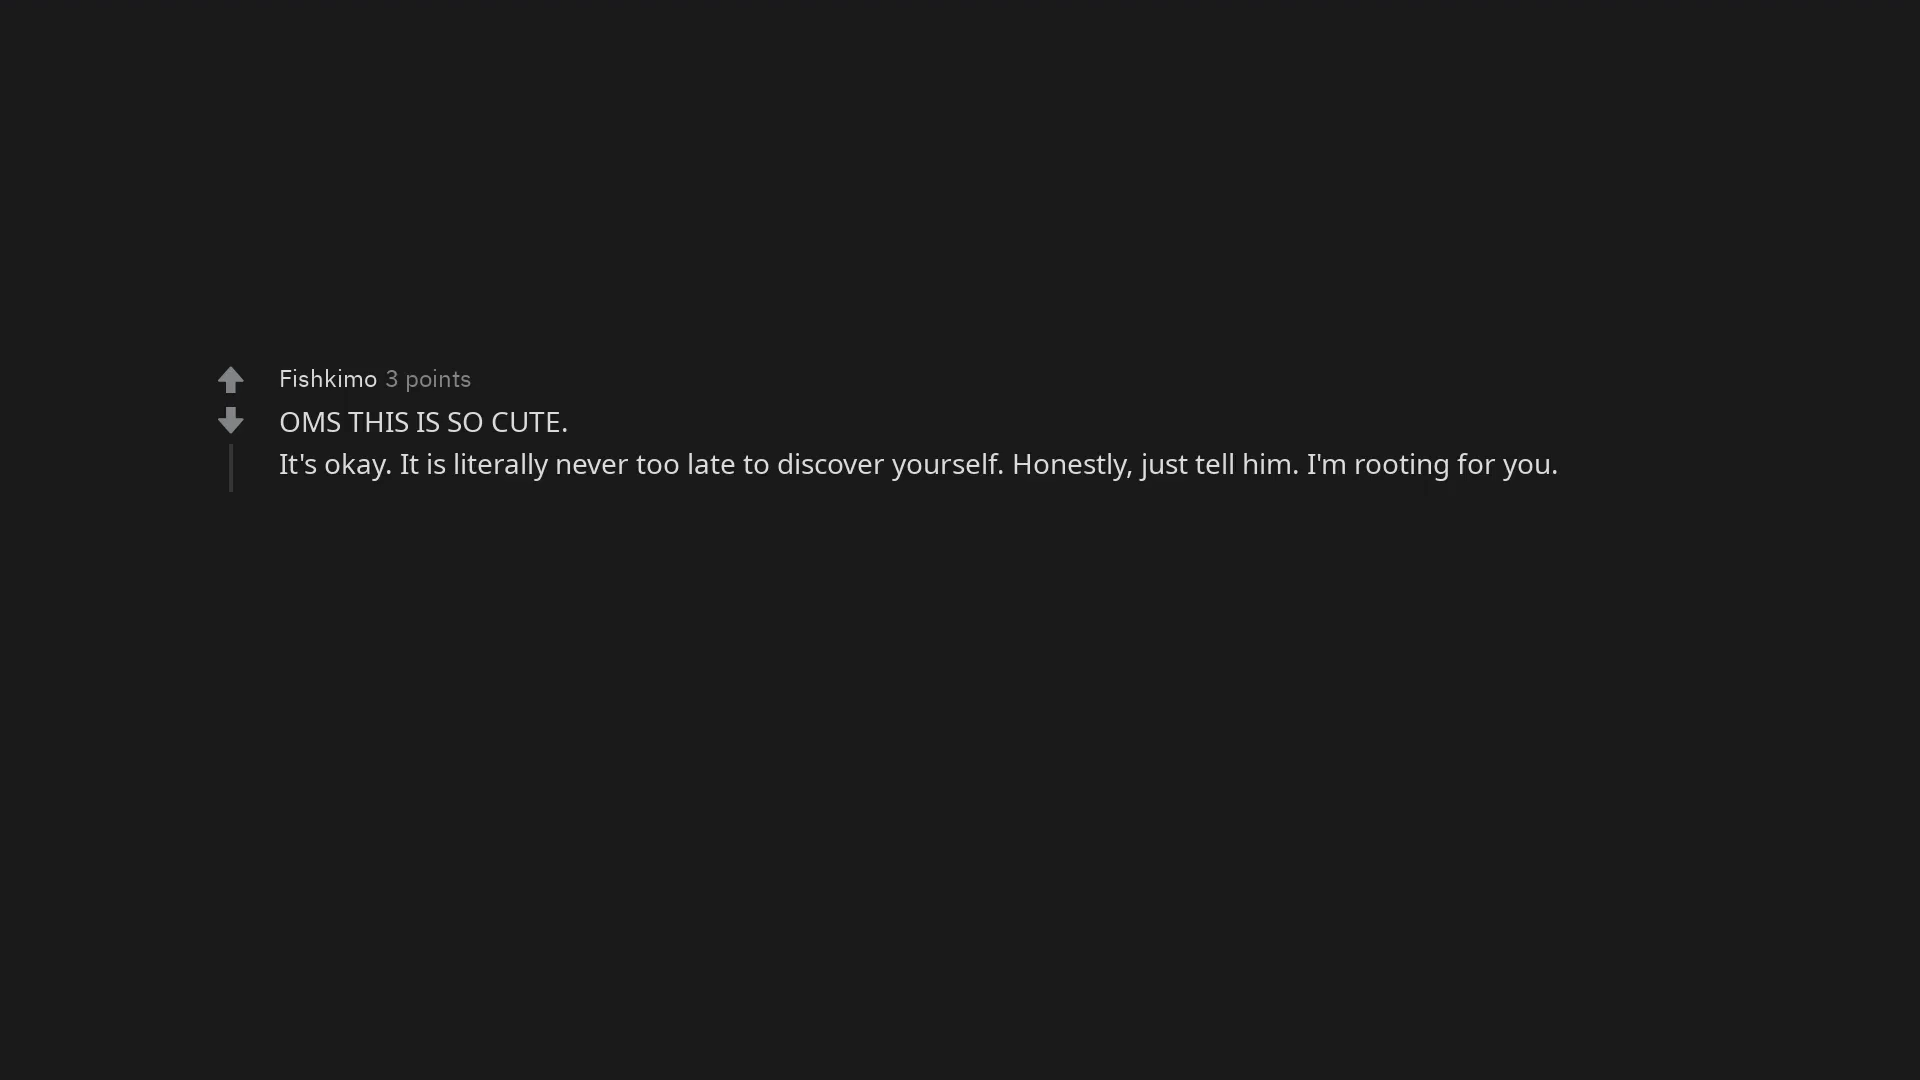 Fishkimo 3 points
OMS THIS IS SO CUTE.
It's okay. It is literally never too late to discover yourself. Honestly, just tell him. I'm rooting for you.